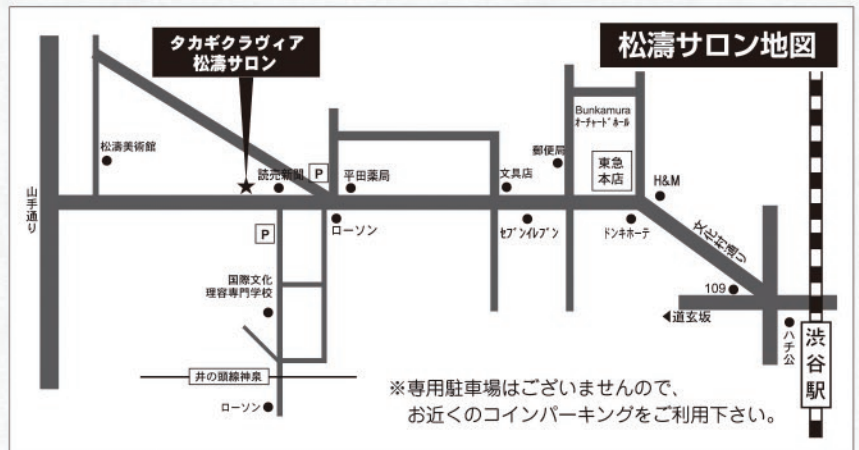 タカギクラヴィア
松濤サロン
松濤サロン地図
山手通り
松濤美術館
読売新聞
P
平田薬局
ローソン
P
国際文化
理容専門学校
井の頭線神泉
ローソン
文具店
セブンイレブン
郵便局
Bunkamura
オーチャードホール
東急
本店
H&M
ドンキホーテ
文化村通り
109
◀道玄坂
ハチ公
渋谷駅
※専用駐車場はございませんので、
お近くのコインパーキングをご利用下さい。